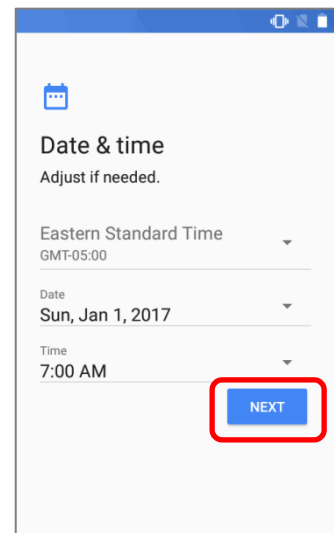 Date & time
Adjust if needed.
Eastern Standard Time
GMT-05:00
Date
Sun, Jan 1, 2017
Time
7:00 AM
NEXT